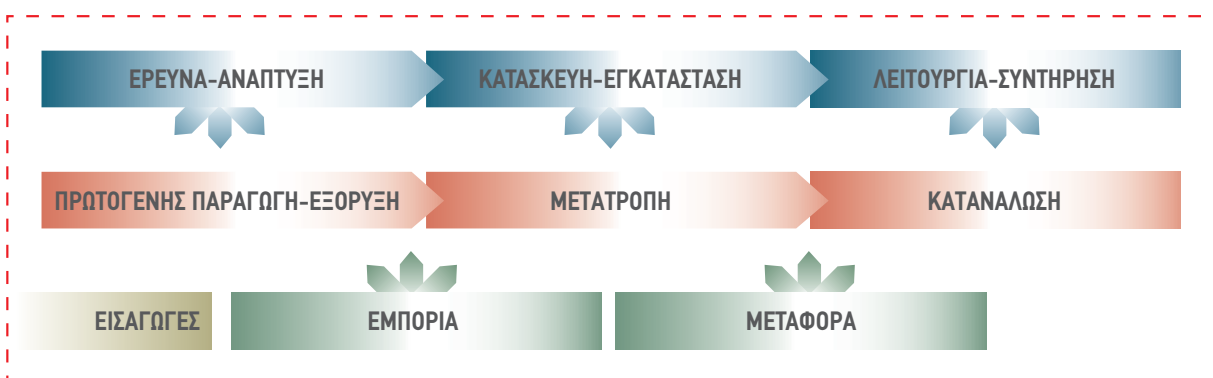 ΕΡΕΥΝΑ-ΑΝΑΠΤΥΞΗ
ΚΑΤΑΣΚΕΥΗ-ΕΓΚΑΤΑΣΤΑΣΗ
ΛΕΙΤΟΥΡΓΙΑ-ΣΥΝΤΗΡΗΣΗ
ΠΡΩΤΟΓΕΝΗΣ ΠΑΡΑΓΩΓΗ-ΕΞΟΡΥΞΗ
ΜΕΤΑΤΡΟΠΗ
ΚΑΤΑΝΑΛΩΣΗ
ΕΙΣΑΓΩΓΕΣ
ΕΜΠΟΡΙΑ
ΜΕΤΑΦΟΡΑ